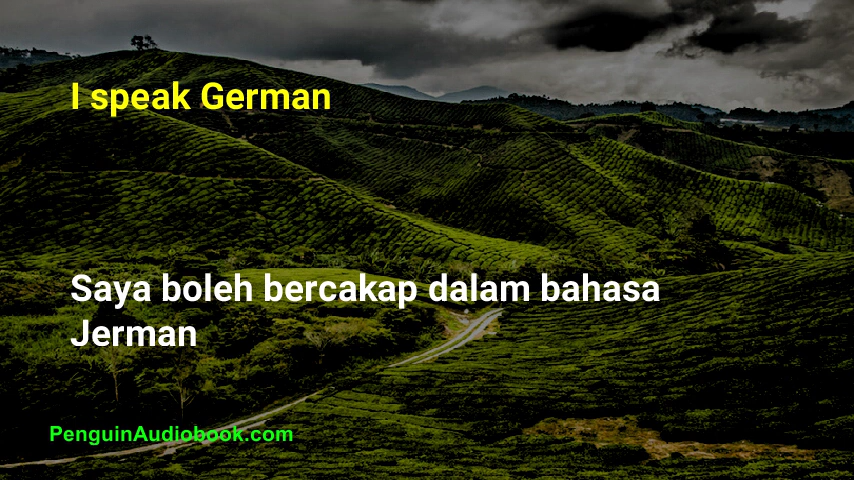 I speak German
Saya boleh bercakap dalam bahasa
Jerman
PenguinAudiobook.com